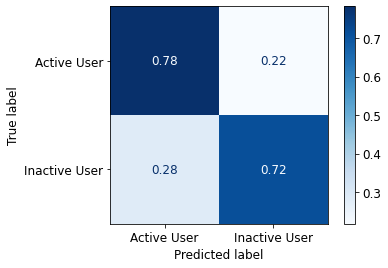 Active User
0.78
0.22
Inactive User
0.28
0.72
True label
Active User
Inactive User
Predicted label
0.7
0.6
0.5
0.4
0.3